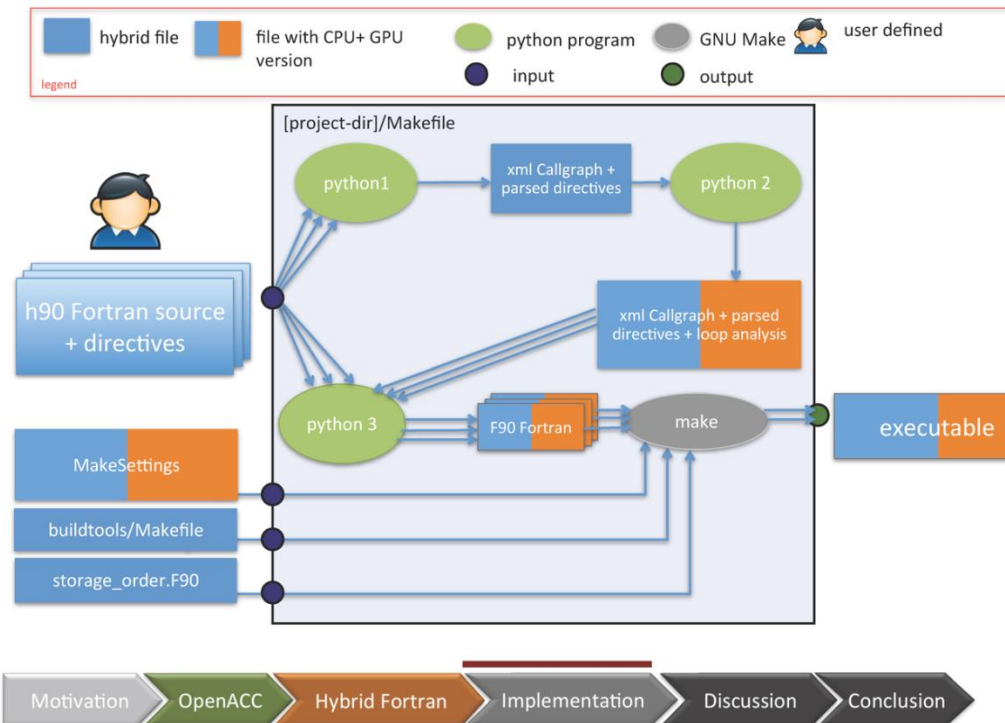 hybrid file
file with CPU+ GPU
version
python program
GNU Make
user defined
input
output
legend
[project-dir]/Makefile
python1
xml Callgraph +
parsed directives
python 2
h90 Fortran source
+ directives
xml Callgraph + parsed
directives + loop analysis
python 3
F90 Fortran
make
executable
MakeSettings
buildtools/Makefile
storage_order.F90
Motivation
OpenACC
Hybrid Fortran
Implementation
Discussion
Conclusion